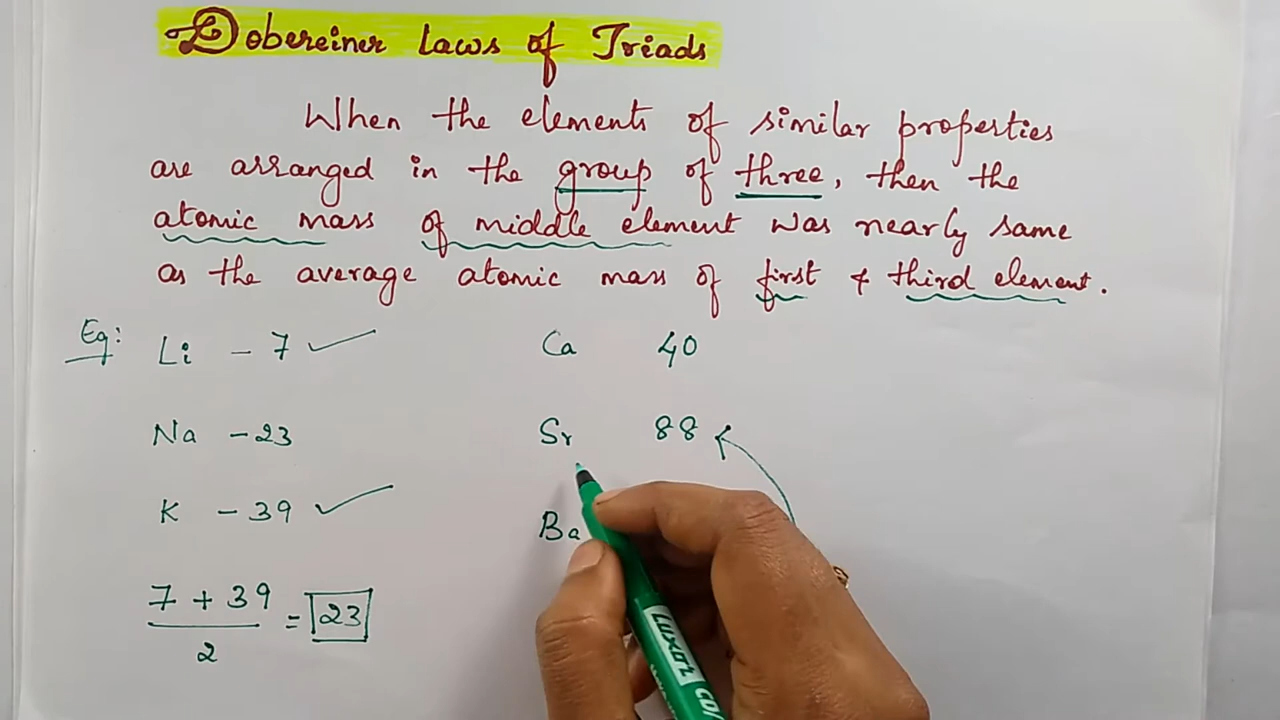 Dobereiner Laws of Triads
When the elements of similar properties
are arranged in the group of three, then the
atomic mass of middle element was nearly same
as the average atomic mass of first & third element.
Eg:
Li - 7
Na - 23
K - 39
7 + 39
2
= 23
Ca 40
Sr 88
Ba
LUXOR